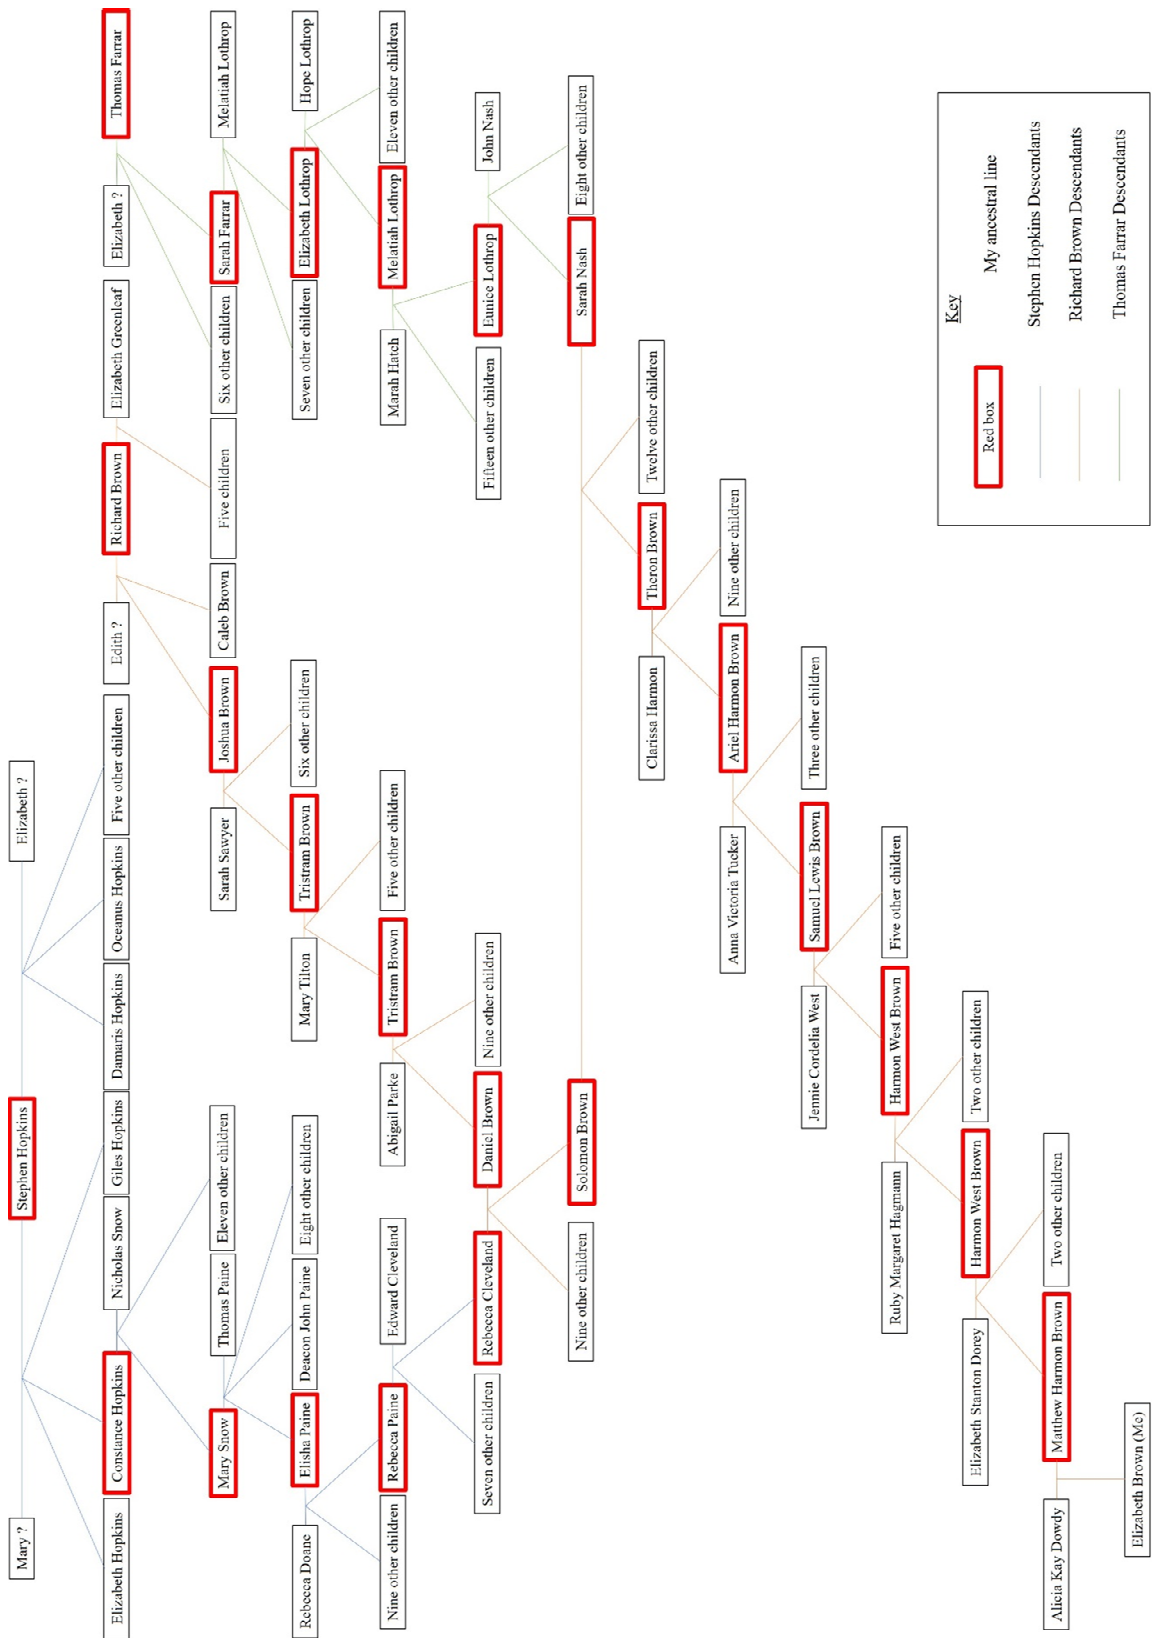 Mary ?
Stephen Hopkins
Elizabeth ?
Elizabeth Hopkins
Constance Hopkins
Nicholas Snow
Giles Hopkins
Damaris Hopkins
Oceanus Hopkins
Five other children
Edith ?
Richard Brown
Elizabeth Greenleaf
Elizabeth ?
Thomas Farrar
Mary Snow
Thomas Paine
Eleven other children
Sarah Sawyer
Joshua Brown
Caleb Brown
Five children
Six other children
Sarah Farrar
Melatiah Lothrop
Rebecca Doane
Elisha Paine
Deacon John Paine
Eight other children
Mary Tilton
Tristram Brown
Six other children
Seven other children
Elizabeth Lothrop
Hope Lothrop
Nine other children
Rebecca Paine
Edward Cleveland
Abigail Parke
Tristram Brown
Five other children
Marah Hatch
Melatiah Lothrop
Eleven other children
Seven other children
Rebecca Cleveland
Daniel Brown
Nine other children
Fifteen other children
Eunice Lothrop
John Nash
Nine other children
Solomon Brown
Sarah Nash
Eight other children
Clarissa Harmon
Theron Brown
Twelve other children
Anna Victoria Tucker
Ariel Harmon Brown
Nine other children
Jennie Cordelia West
Samuel Lewis Brown
Three other children
Ruby Margaret Hagmann
Harmon West Brown
Five other children
Elizabeth Stanton Dorey
Harmon West Brown
Two other children
Alicia Kay Dowdy
Matthew Harmon Brown
Two other children
Elizabeth Brown (Me)
Key
Red box
My ancestral line
Stephen Hopkins Descendants
Richard Brown Descendants
Thomas Farrar Descendants